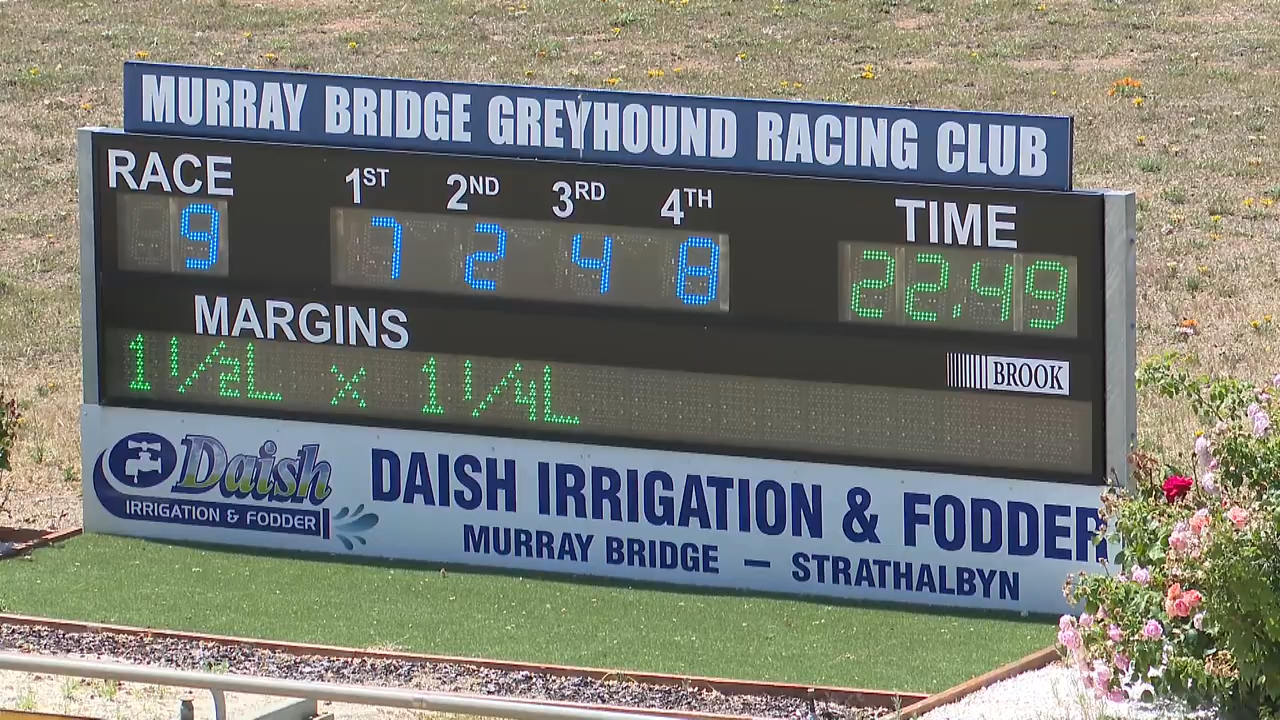 MURRAY BRIDGE GREYHOUND RACING CLUB
RACE 1ST 2ND 3RD 4TH TIME
9 7 2 4 8 22.49
MARGINS
1 1/2L x 1 1/4L
BROOK
Daish
IRRIGATION & FODDER
DAISH IRRIGATION & FODDER
MURRAY BRIDGE — STRATHALBYN